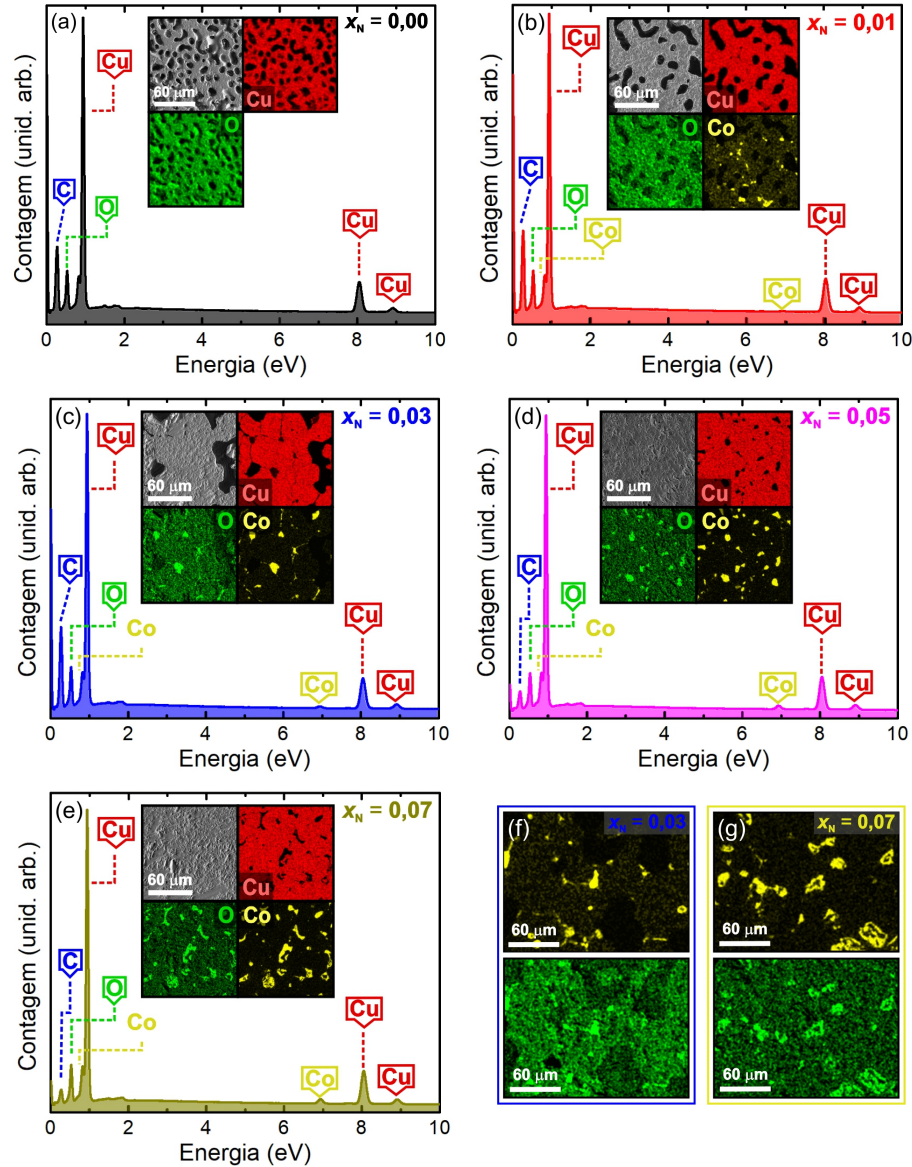 (a)
x_N = 0,00
Cu
60 μm
Cu
O
C
O
Cu
Cu
Contagem (unid. arb.)
0 2 4 6 8 10
Energia (eV)
(b)
x_N = 0,01
Cu
60 μm
Cu
O
Co
C
O
Co
Cu
Co
Cu
Contagem (unid. arb.)
0 2 4 6 8 10
Energia (eV)
(c)
x_N = 0,03
Cu
60 μm
Cu
O
Co
C
O
Co
Cu
Co
Cu
Contagem (unid. arb.)
0 2 4 6 8 10
Energia (eV)
(d)
x_N = 0,05
Cu
60 μm
Cu
O
Co
C
O
Co
Cu
Co
Cu
Contagem (unid. arb.)
0 2 4 6 8 10
Energia (eV)
(e)
x_N = 0,07
Cu
60 μm
Cu
O
Co
C
O
Co
Cu
Co
Cu
Contagem (unid. arb.)
0 2 4 6 8 10
Energia (eV)
(f)
x_N = 0,03
60 μm
60 μm
(g)
x_N = 0,07
60 μm
60 μm